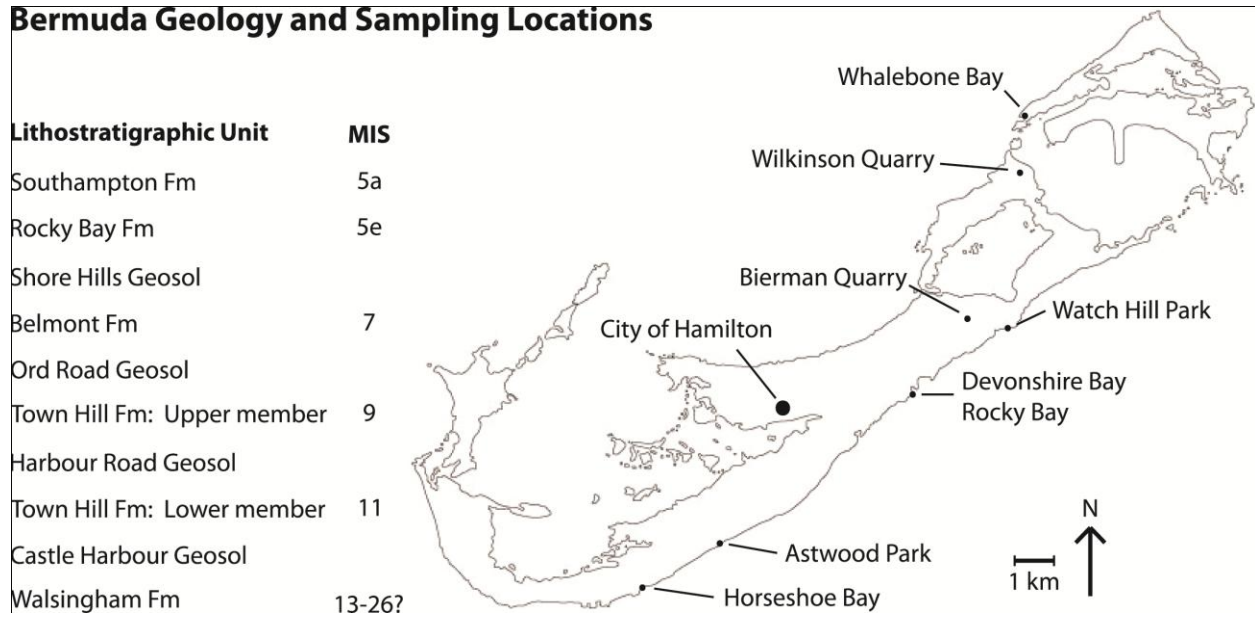 Bermuda Geology and Sampling Locations
Lithostratigraphic Unit MIS
Southampton Fm 5a
Rocky Bay Fm 5e
Shore Hills Geosol
Belmont Fm 7
Ord Road Geosol
Town Hill Fm: Upper member 9
Harbour Road Geosol
Town Hill Fm: Lower member 11
Castle Harbour Geosol
Walsingham Fm 13-26?
Whalebone Bay
Wilkinson Quarry
Bierman Quarry
Watch Hill Park
City of Hamilton
Devonshire Bay
Rocky Bay
Astwood Park
Horseshoe Bay
N
1 km